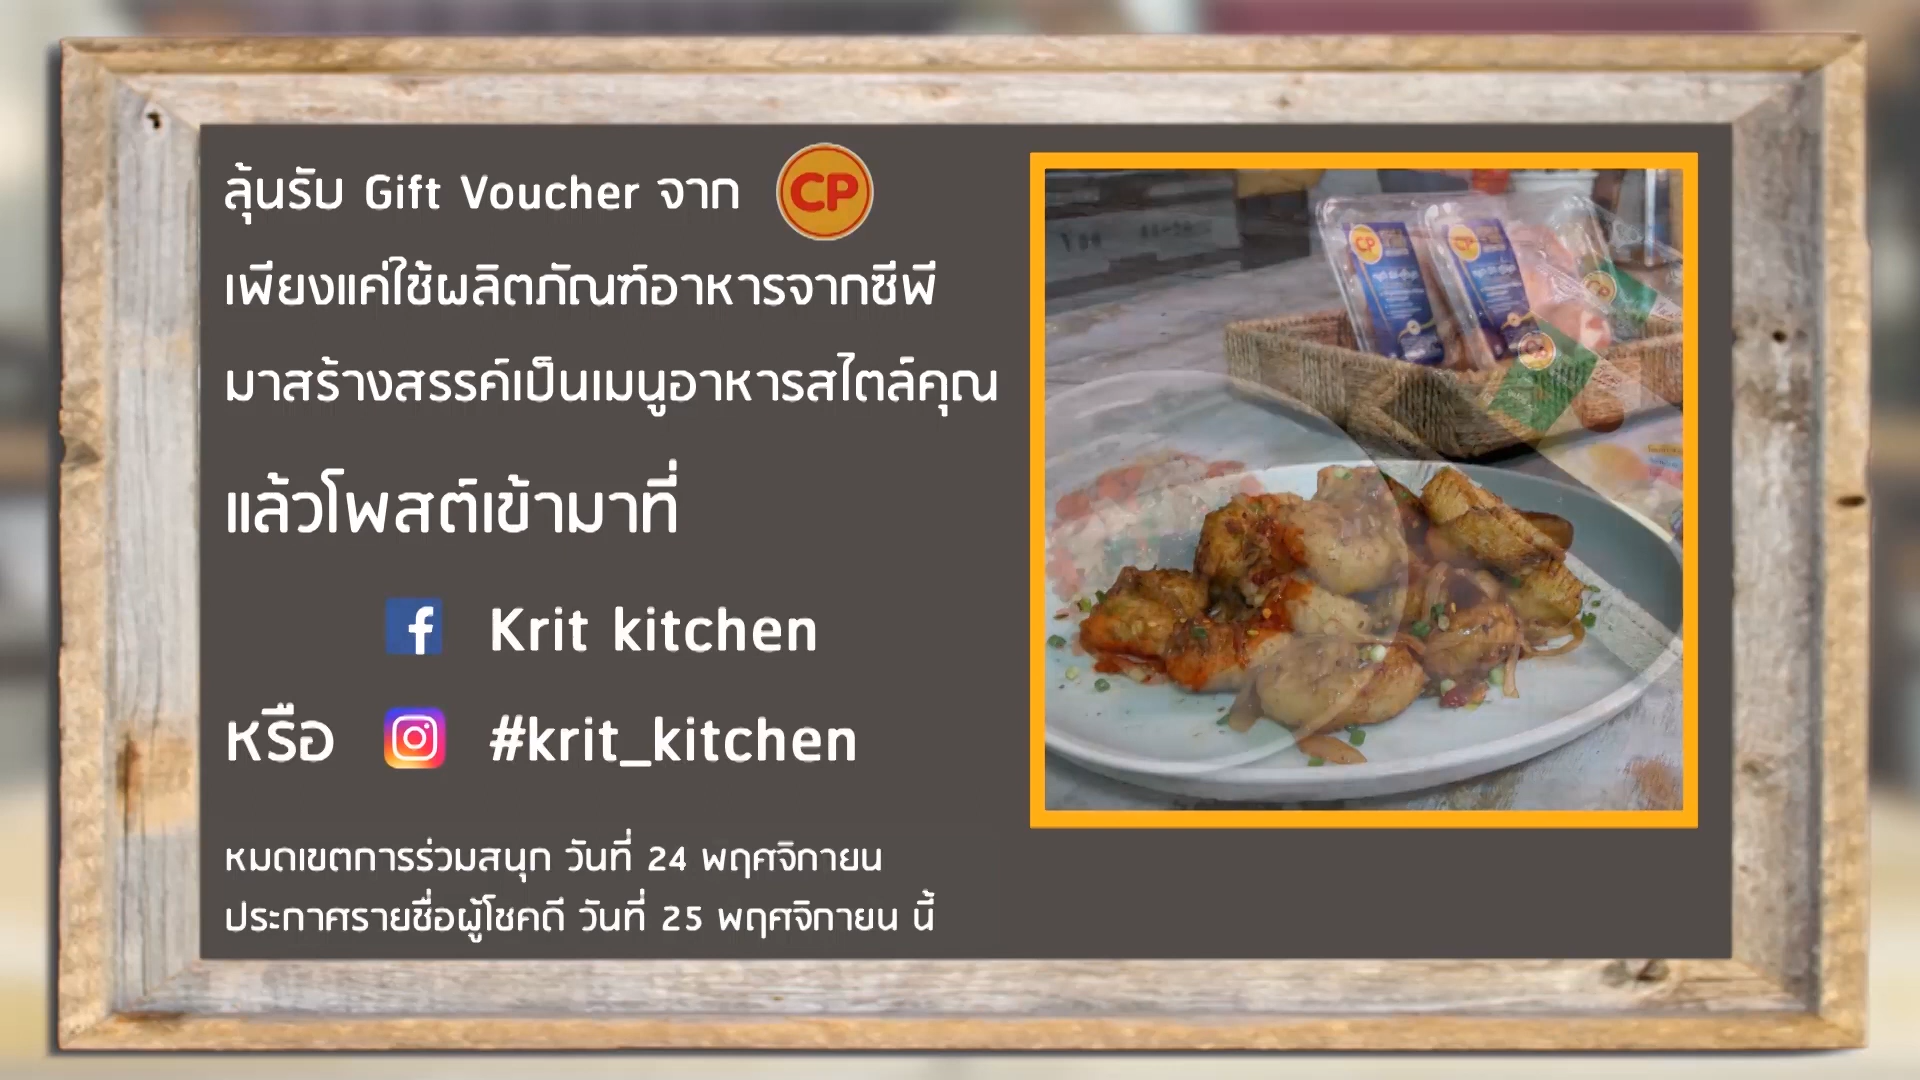 ลุ้นรับ Gift Voucher จาก CP
เพียงแค่ใช้ผลิตภัณฑ์อาหารจากซีพี
มาสร้างสรรค์เป็นเมนูอาหารสไตล์คุณ
แล้วโพสต์เข้ามาที่
f Krit kitchen
หรือ #krit_kitchen
หมดเขตการร่วมสนุก วันที่ 24 พฤศจิกายน
ประกาศรายชื่อผู้โชคดี วันที่ 25 พฤศจิกายน นี้
CP
CP